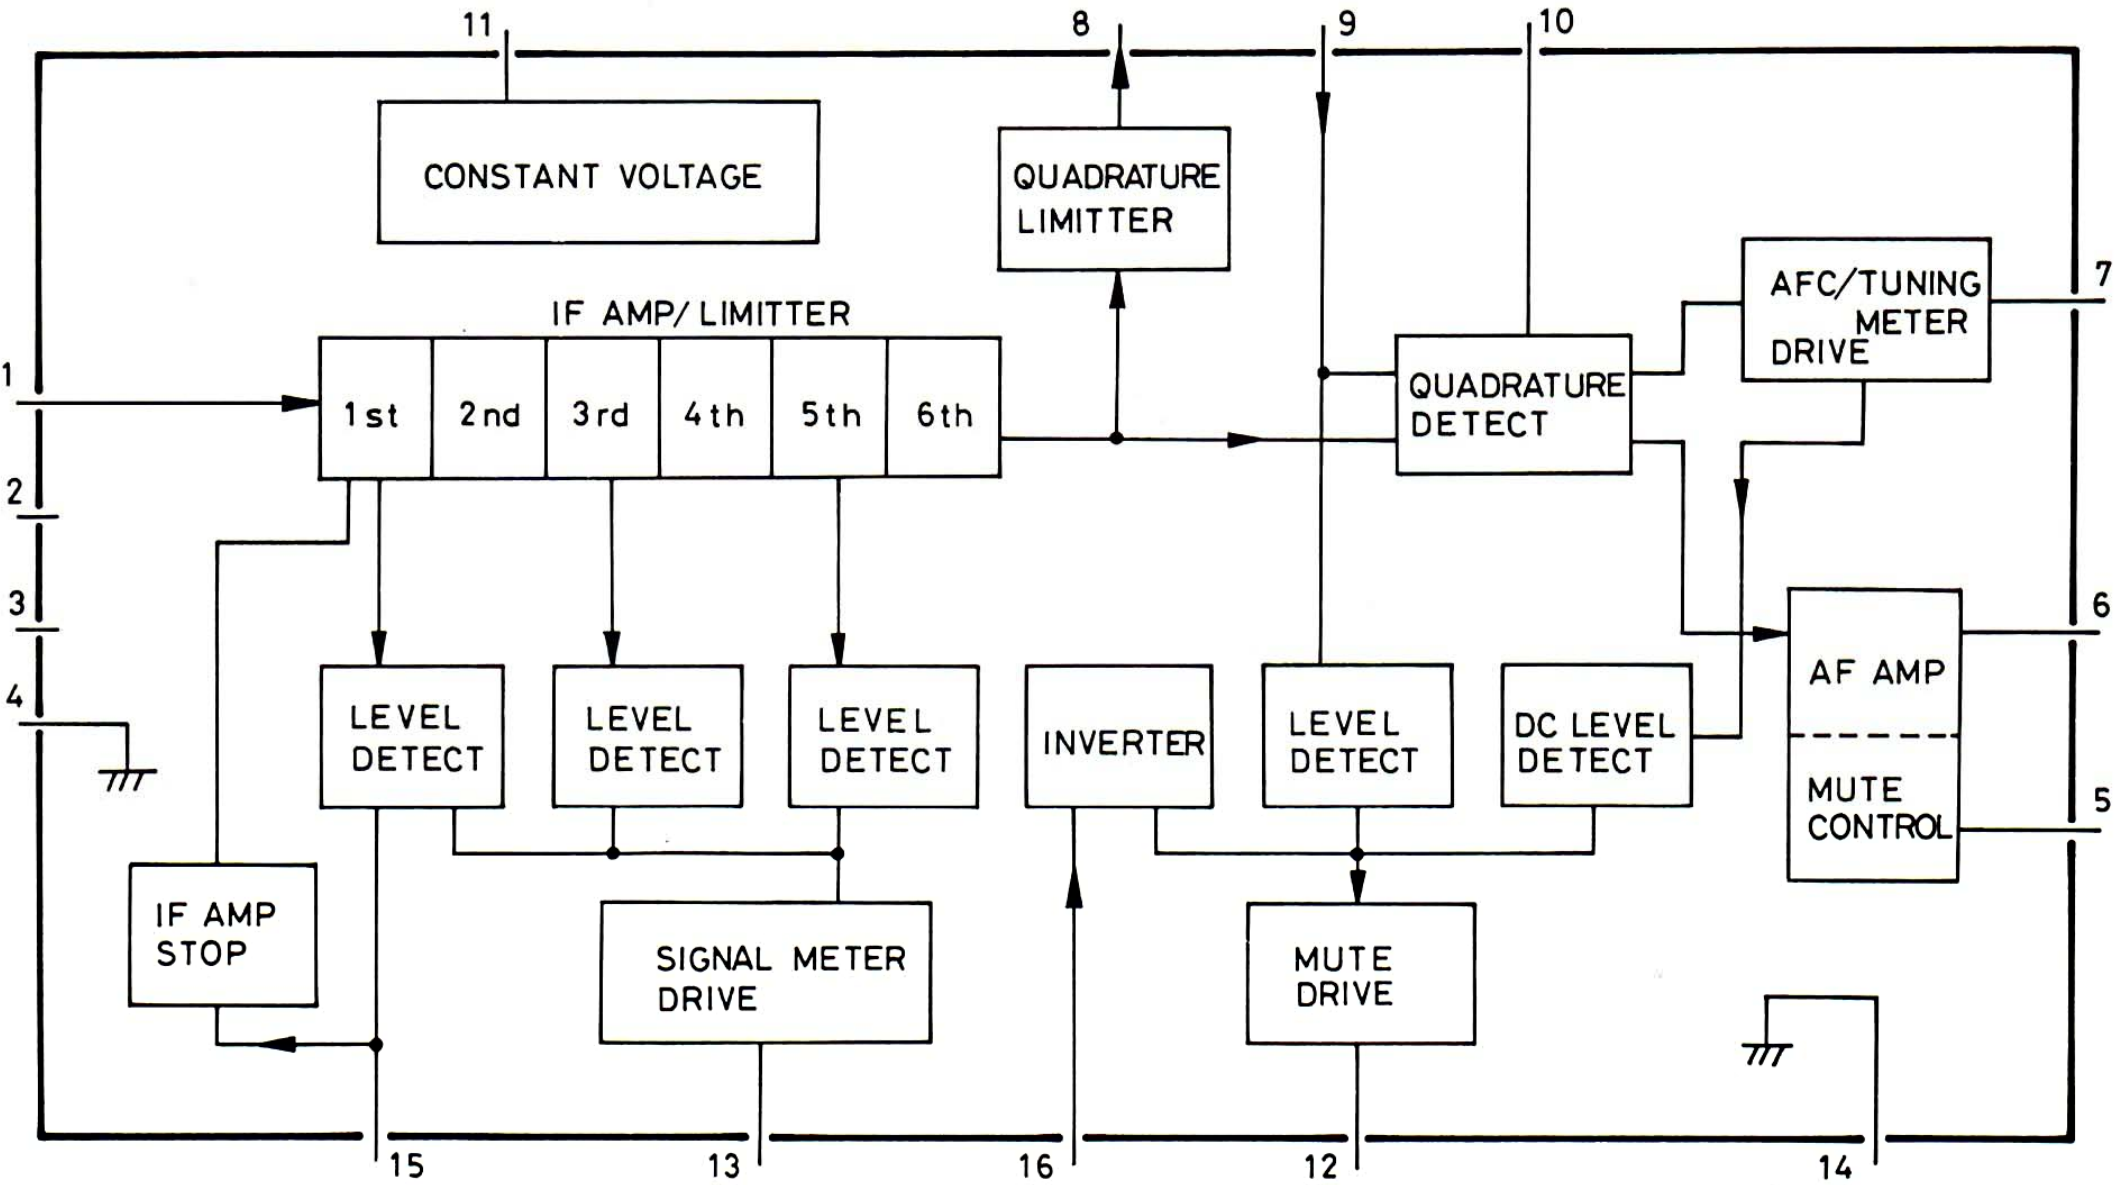 11
8
9
10
CONSTANT VOLTAGE
QUADRATURE
LIMITTER
7
AFC/TUNING
METER
DRIVE
IF AMP/LIMITTER
1
1st 2nd 3rd 4th 5th 6th
QUADRATURE
DETECT
2
3
6
4
LEVEL
DETECT
LEVEL
DETECT
LEVEL
DETECT
INVERTER
LEVEL
DETECT
DC LEVEL
DETECT
AF AMP
MUTE
CONTROL
5
IF AMP
STOP
SIGNAL METER
DRIVE
MUTE
DRIVE
15
13
16
12
14